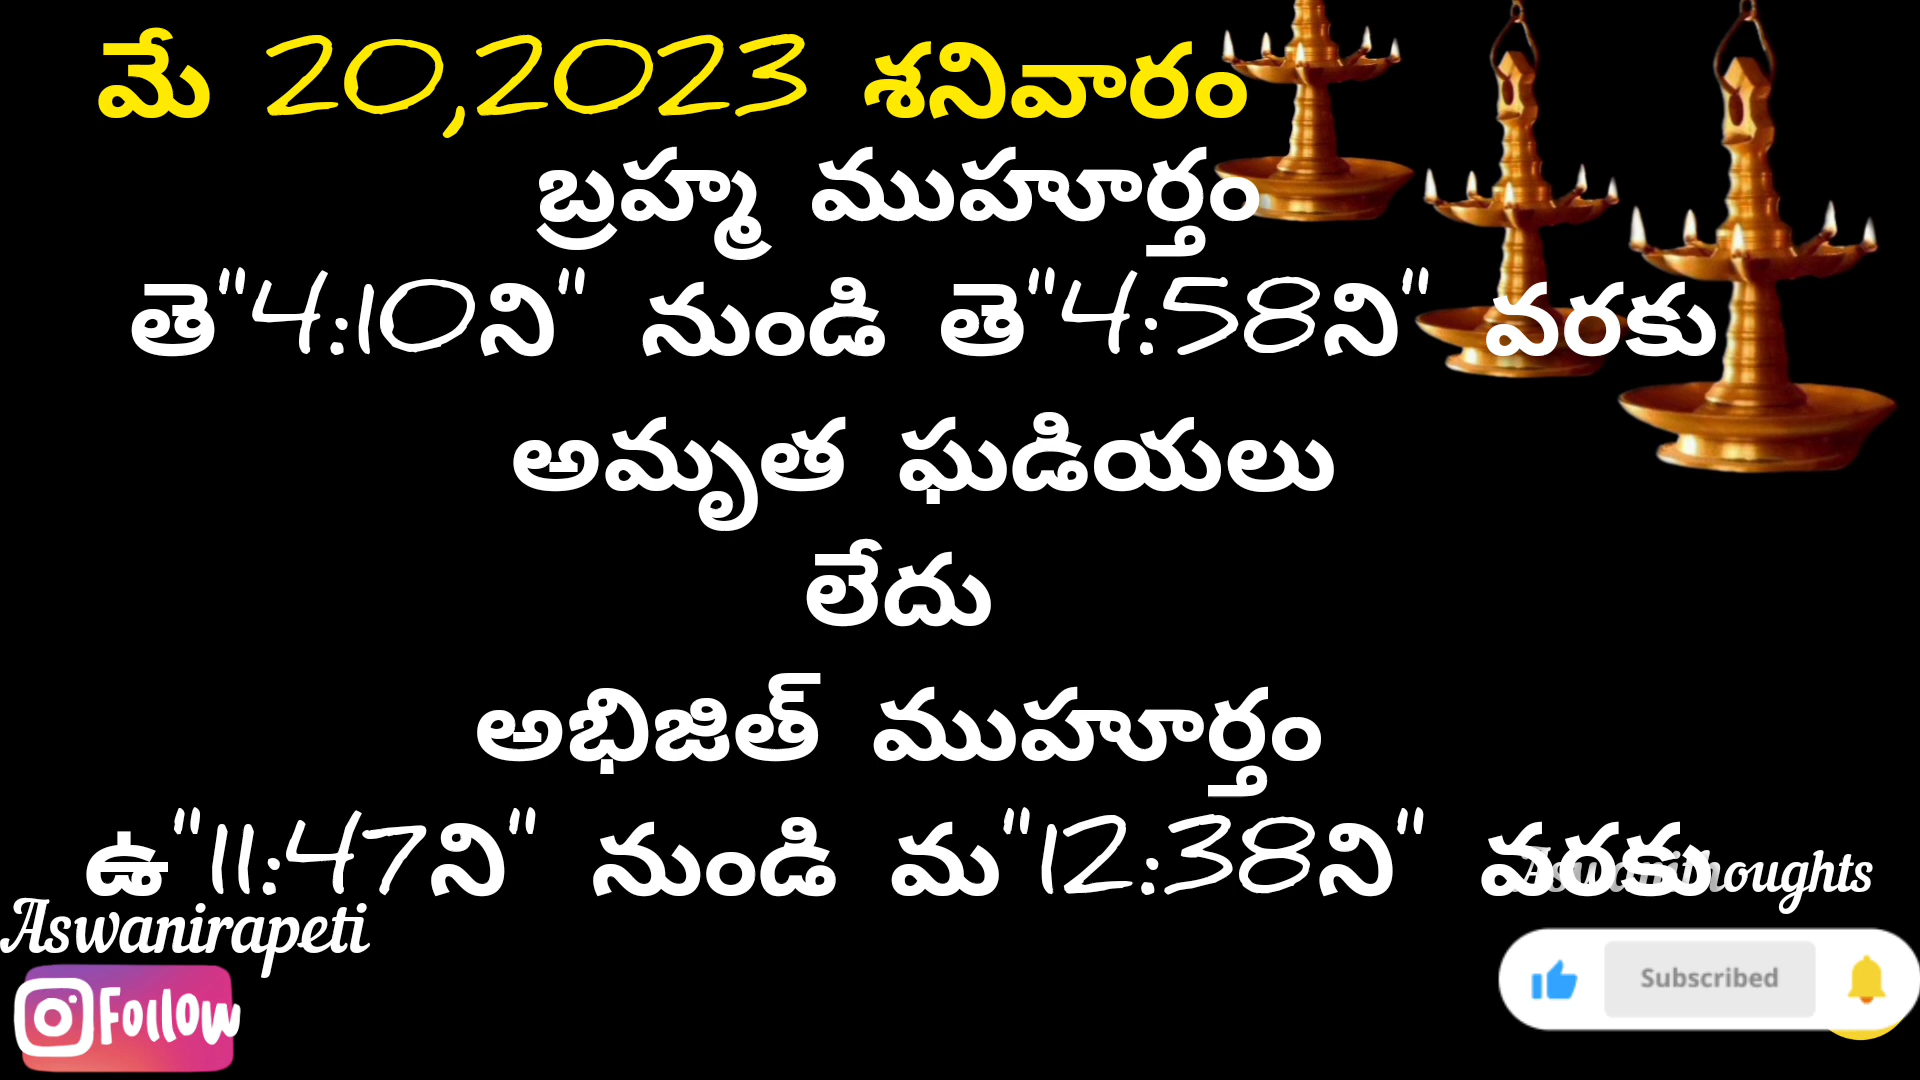 మే 20,2023 శనివారం
బ్రహ్మ ముహూర్తం
తె"4:10ని" నుండి తె"4:58ని" వరకు
అమృత ఘడియలు
లేదు
అభిజిత్ ముహూర్తం
ఉ"11:47ని" నుండి మ"12:38ని" వరకు
Aswanithoughts
Aswanirapeti
Follow
Subscribed